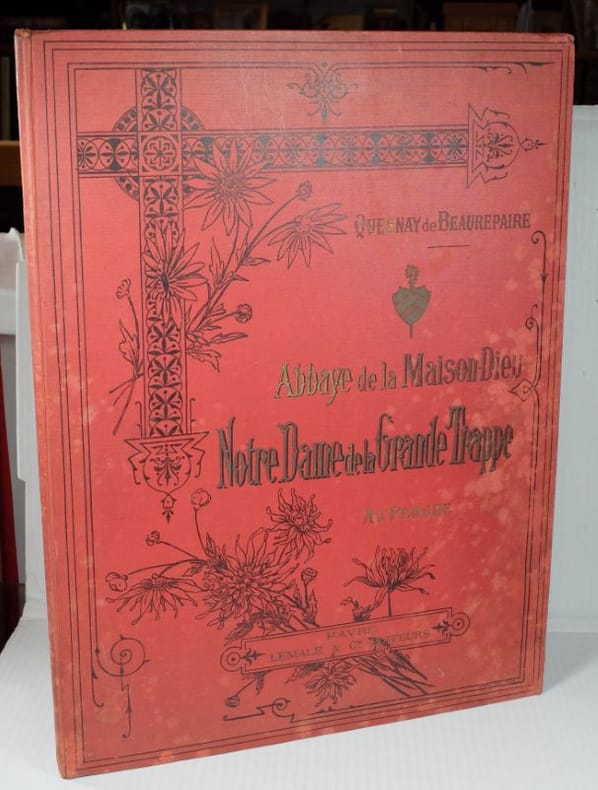 QUESNAY de BEAUREPAIRE
Abbaye de la Maison-Dieu
Notre Dame de la Grande Trappe
AU PERCHE
HAVRE
LEMALE & Cie EDITEURS